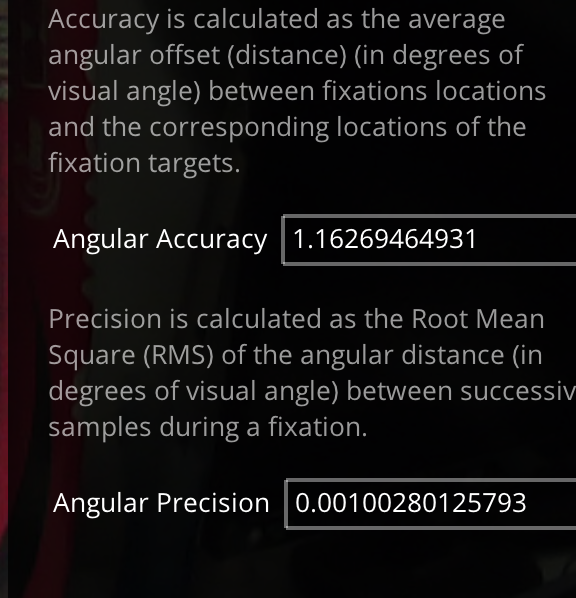 Accuracy is calculated as the average
angular offset (distance) (in degrees of
visual angle) between fixations locations
and the corresponding locations of the
fixation targets.
Angular Accuracy 1.16269464931
Precision is calculated as the Root Mean
Square (RMS) of the angular distance (in
degrees of visual angle) between successiv
samples during a fixation.
Angular Precision 0.00100280125793